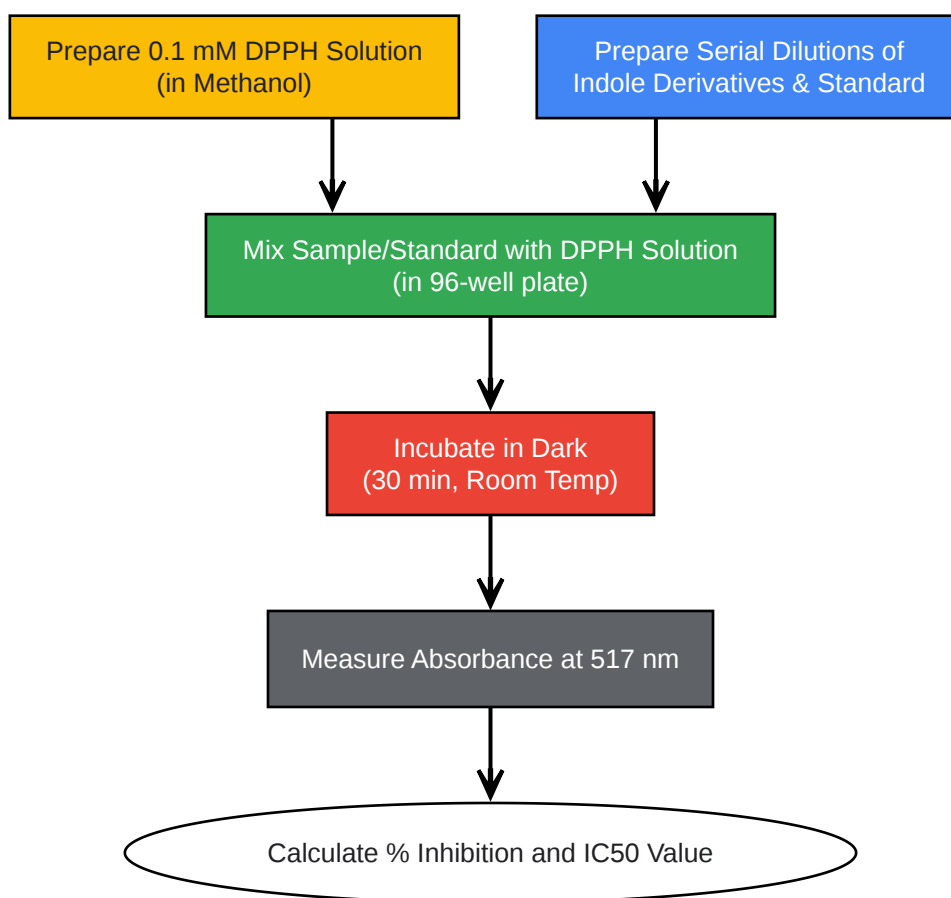 Prepare 0.1 mM DPPH Solution
(in Methanol)
Prepare Serial Dilutions of
Indole Derivatives & Standard
Mix Sample/Standard with DPPH Solution
(in 96-well plate)
Incubate in Dark
(30 min, Room Temp)
Measure Absorbance at 517 nm
Calculate % Inhibition and IC50 Value